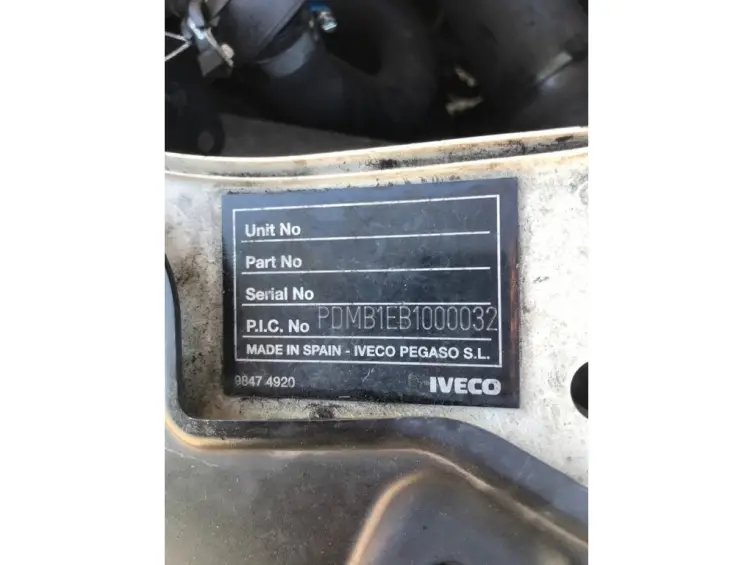 Unit No
Part No
Serial No
P.I.C. No PDMB1EB1000032
MADE IN SPAIN - IVECO PEGASO S.L.
9847 4920 IVECO